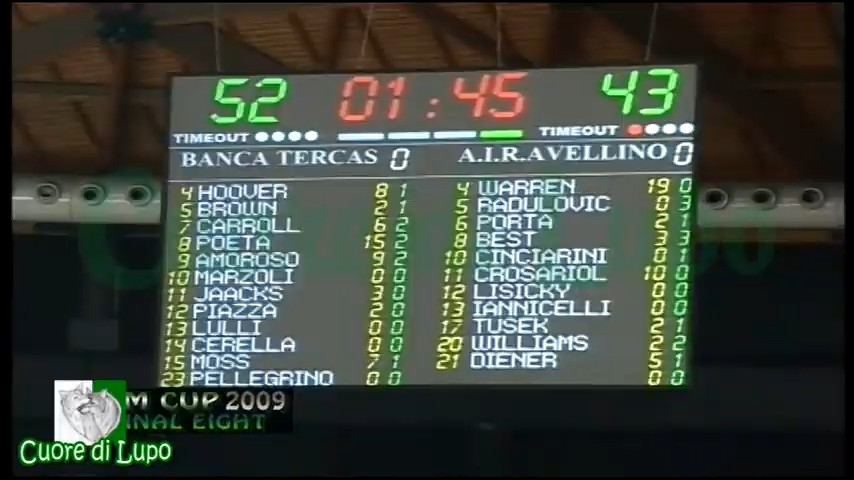 52 01:45 43
TIMEOUT TIMEOUT
BANCA TERCAS 0 A.I.R.AVELLINO 0
4 HOOVER 8 1 4 WARREN 19 0
5 BROWN 2 1 5 RADULOVIC 0 3
7 CARROLL 6 2 6 PORTA 2 1
8 POETA 15 2 8 BEST 3 3
9 AMOROSO 9 2 10 CINCIARINI 0 1
10 MARZOLI 0 0 11 CROSARIOL 10 0
11 JAACKS 3 0 12 LISICKY 0 0
12 PIAZZA 2 0 13 IANNICELLI 0 0
13 LULLI 0 0 17 TUSEK 2 1
14 CERELLA 0 0 20 WILLIAMS 2 2
15 MOSS 7 1 21 DIENER 5 1
23 PELLEGRINO 0 0 0 0
M CUP 2009
INAL EIGHT
Cuore di Lupo